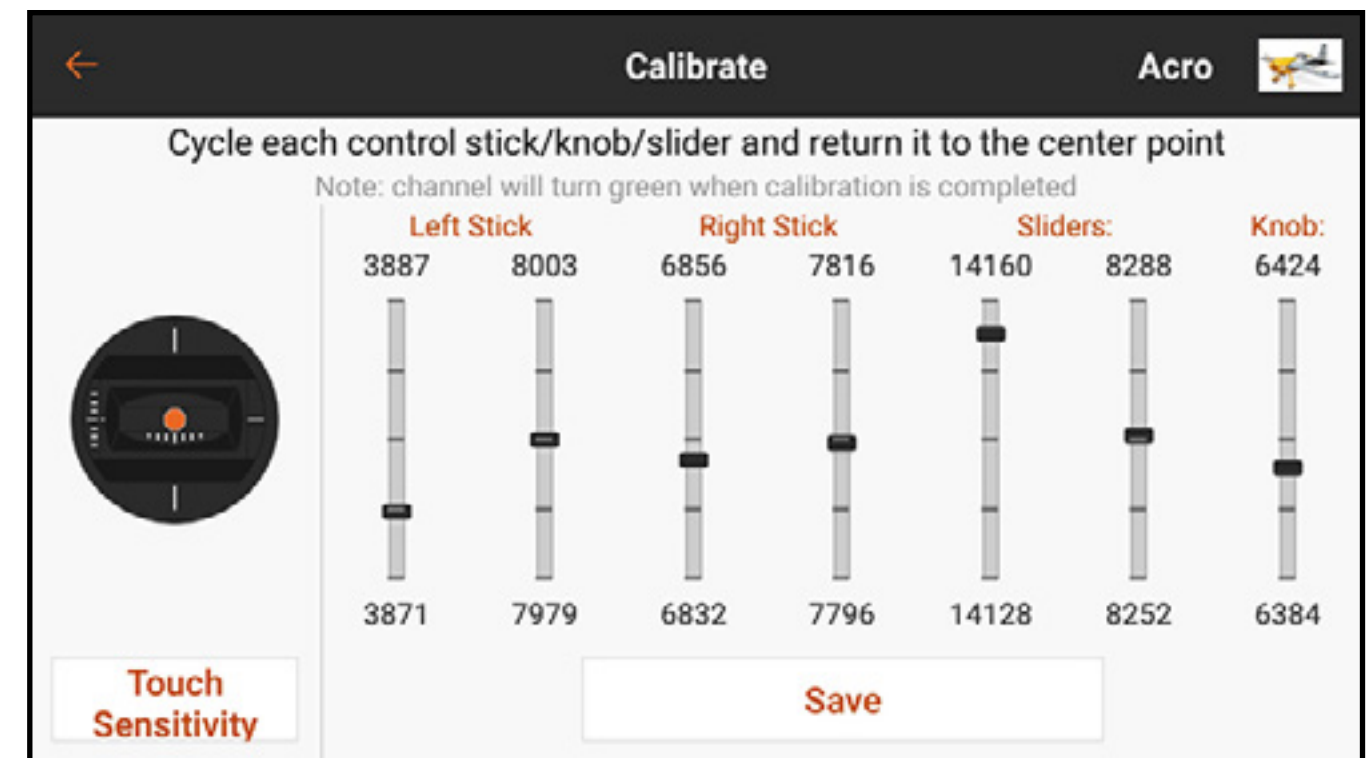 Calibrate
Acro
Cycle each control stick/knob/slider and return it to the center point
Note: channel will turn green when calibration is completed
Left Stick Right Stick Sliders: Knob:
3887 8003 6856 7816 14160 8288 6424
3871 7979 6832 7796 14128 8252 6384
Touch
Sensitivity
Save